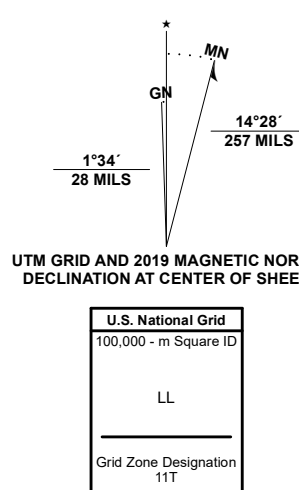 ★
MN
GN
14°28´
257 MILS
1°34´
28 MILS
UTM GRID AND 2019 MAGNETIC NOR
DECLINATION AT CENTER OF SHEE
U.S. National Grid
100,000 - m Square ID
LL
Grid Zone Designation
11T